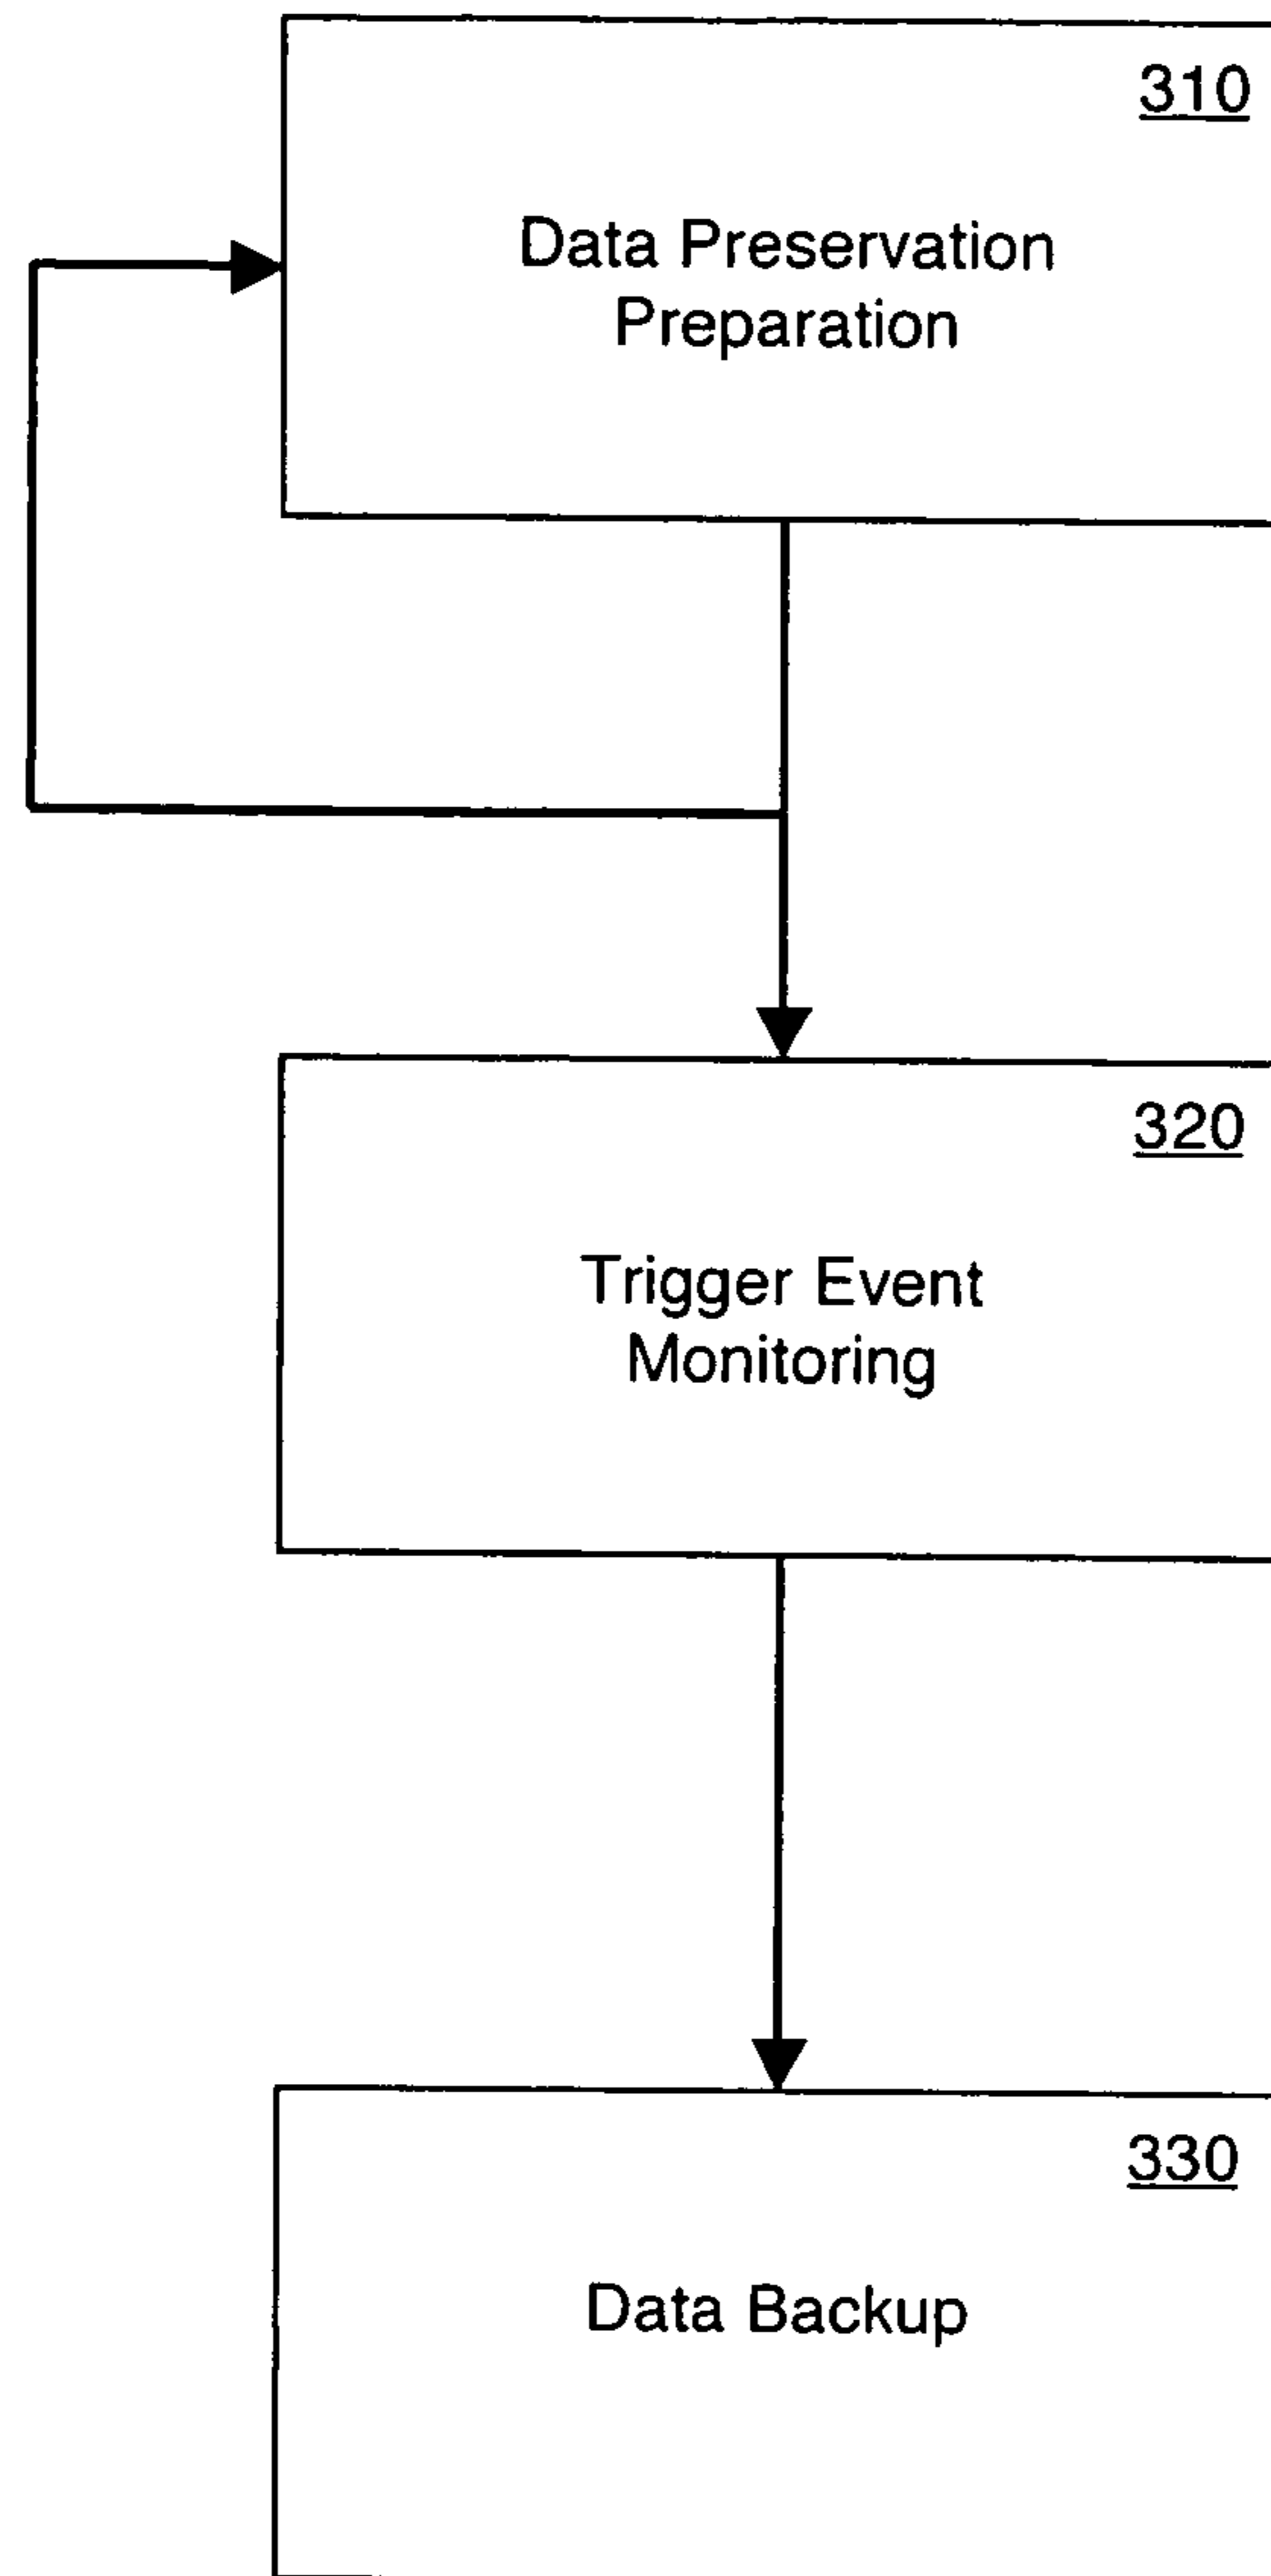 310
Data Preservation
Preparation
320
Trigger Event
Monitoring
330
Data Backup